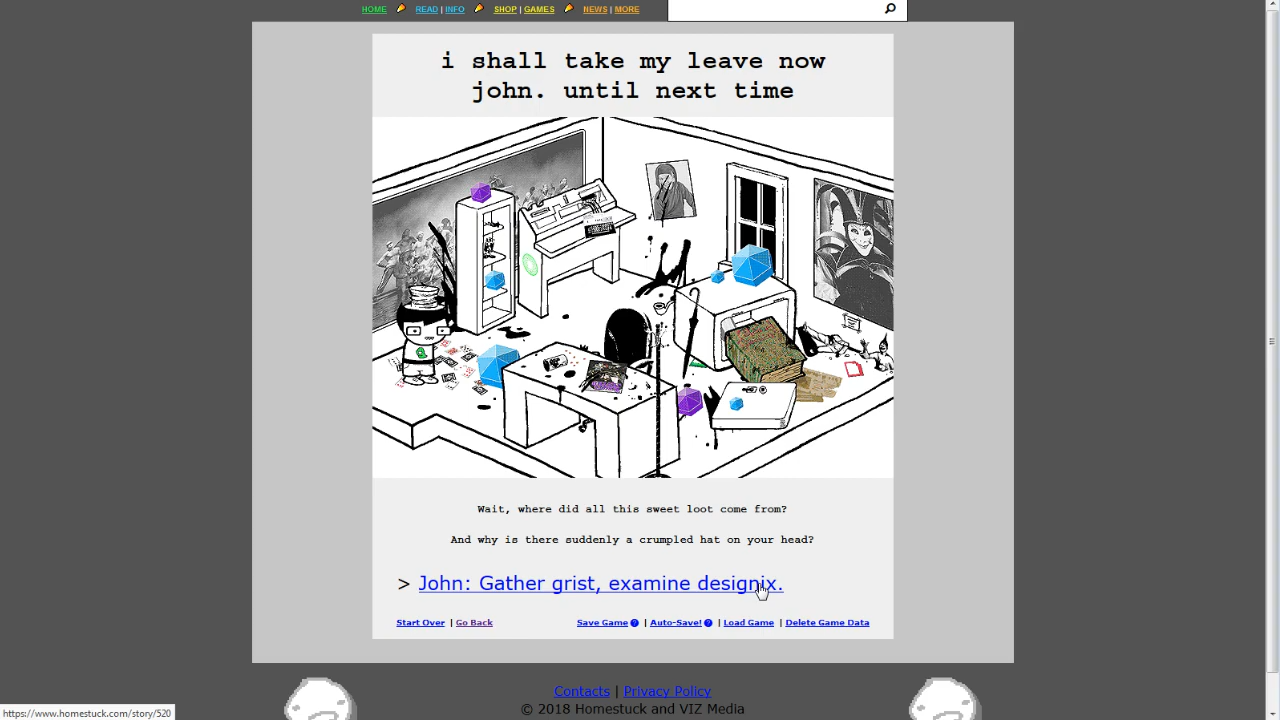 HOME READ | INFO SHOP | GAMES NEWS | MORE
i shall take my leave now
john. until next time
Wait, where did all this sweet loot come from?
And why is there suddenly a crumpled hat on your head?
> John: Gather grist, examine designix.
Start Over | Go Back Save Game ? | Auto-Save! ? | Load Game | Delete Game Data
Contacts | Privacy Policy
© 2018 Homestuck and VIZ Media
https://www.homestuck.com/story/520